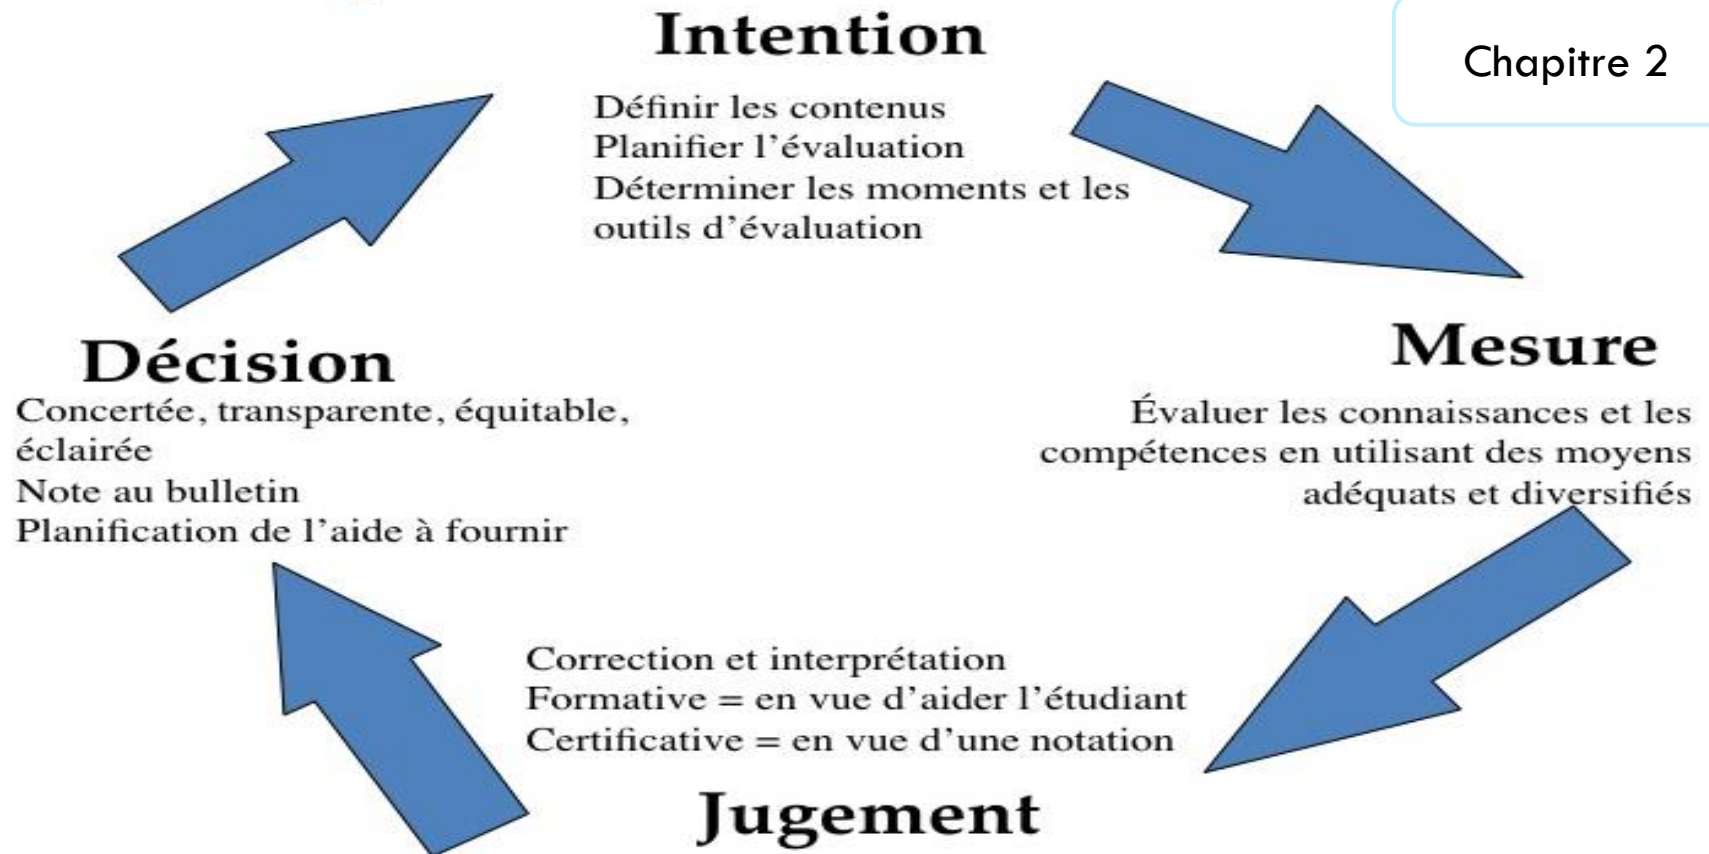 Chapitre 2
Intention
Définir les contenus
Planifier l’évaluation
Déterminer les moments et les
outils d’évaluation
Mesure
Évaluer les connaissances et les
compétences en utilisant des moyens
adéquats et diversifiés
Correction et interprétation
Formative = en vue d’aider l’étudiant
Certificative = en vue d’une notation
Jugement
Décision
Concertée, transparente, équitable,
éclairée
Note au bulletin
Planification de l’aide à fournir